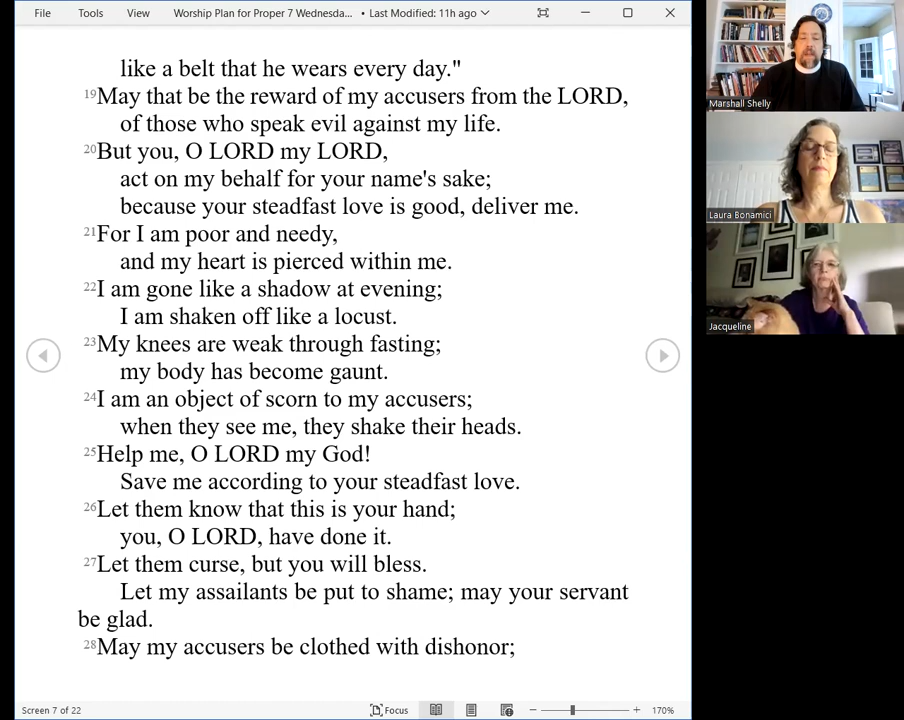 File Tools Worship Plan for Proper 7 Wednesda... • Last Modified: 11h ago
like a belt that he wears every day."
19May that be the reward of my accusers from the LORD,
of those who speak evil against my life.
20But you, O LORD my LORD,
act on my behalf for your name's sake;
because your steadfast love is good, deliver me.
21For I am poor and needy,
and my heart is pierced within me.
22I am gone like a shadow at evening;
I am shaken off like a locust.
23My knees are weak through fasting;
my body has become gaunt.
24I am an object of scorn to my accusers;
when they see me, they shake their heads.
25Help me, O LORD my God!
Save me according to your steadfast love.
26Let them know that this is your hand;
you, O LORD, have done it.
27Let them curse, but you will bless.
Let my assailants be put to shame; may your servant
be glad.
28May my accusers be clothed with dishonor;
Screen 7 of 22 Focus 170%
Marshall Shelly
Laura Bonamici
Jacqueline